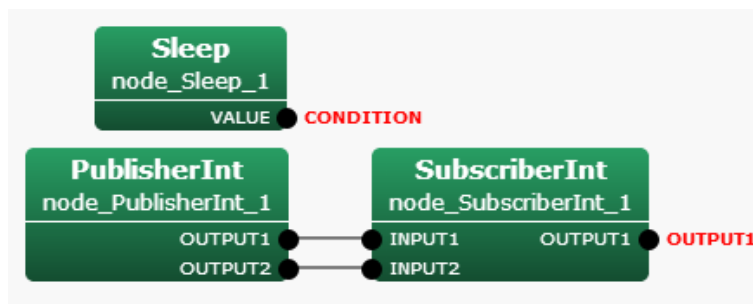 Sleep
node_Sleep_1
VALUE CONDITION
PublisherInt
node_PublisherInt_1
OUTPUT1
OUTPUT2
SubscriberInt
node_SubscriberInt_1
INPUT1 OUTPUT1 OUTPUT1
INPUT2